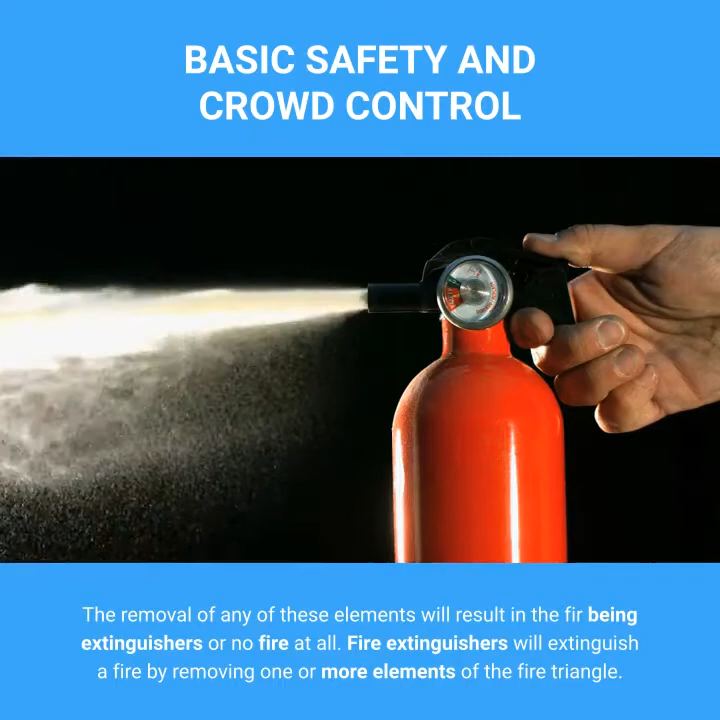 BASIC SAFETY AND
CROWD CONTROL
The removal of any of these elements will result in the fir being
extinguishers or no fire at all. Fire extinguishers will extinguish
a fire by removing one or more elements of the fire triangle.